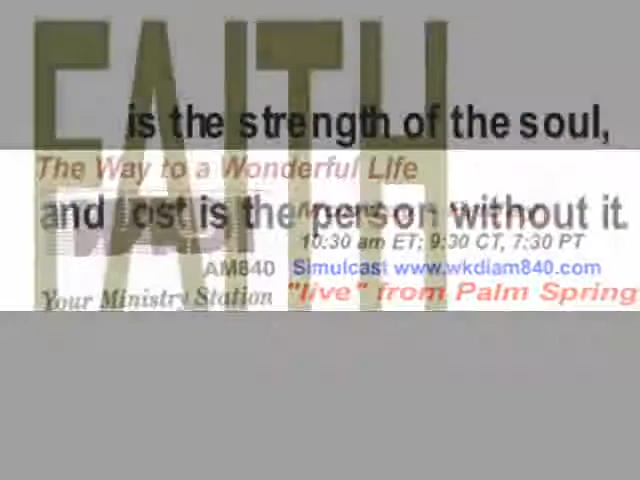 FAITH
is the strength of the soul,
The Way to a Wonderful Life
and lost is the person without it.
10:30 am ET; 9:30 CT, 7:30 PT
AM840 Simulcast www.wkdiam840.com
Your Ministry Station "live" from Palm Spring